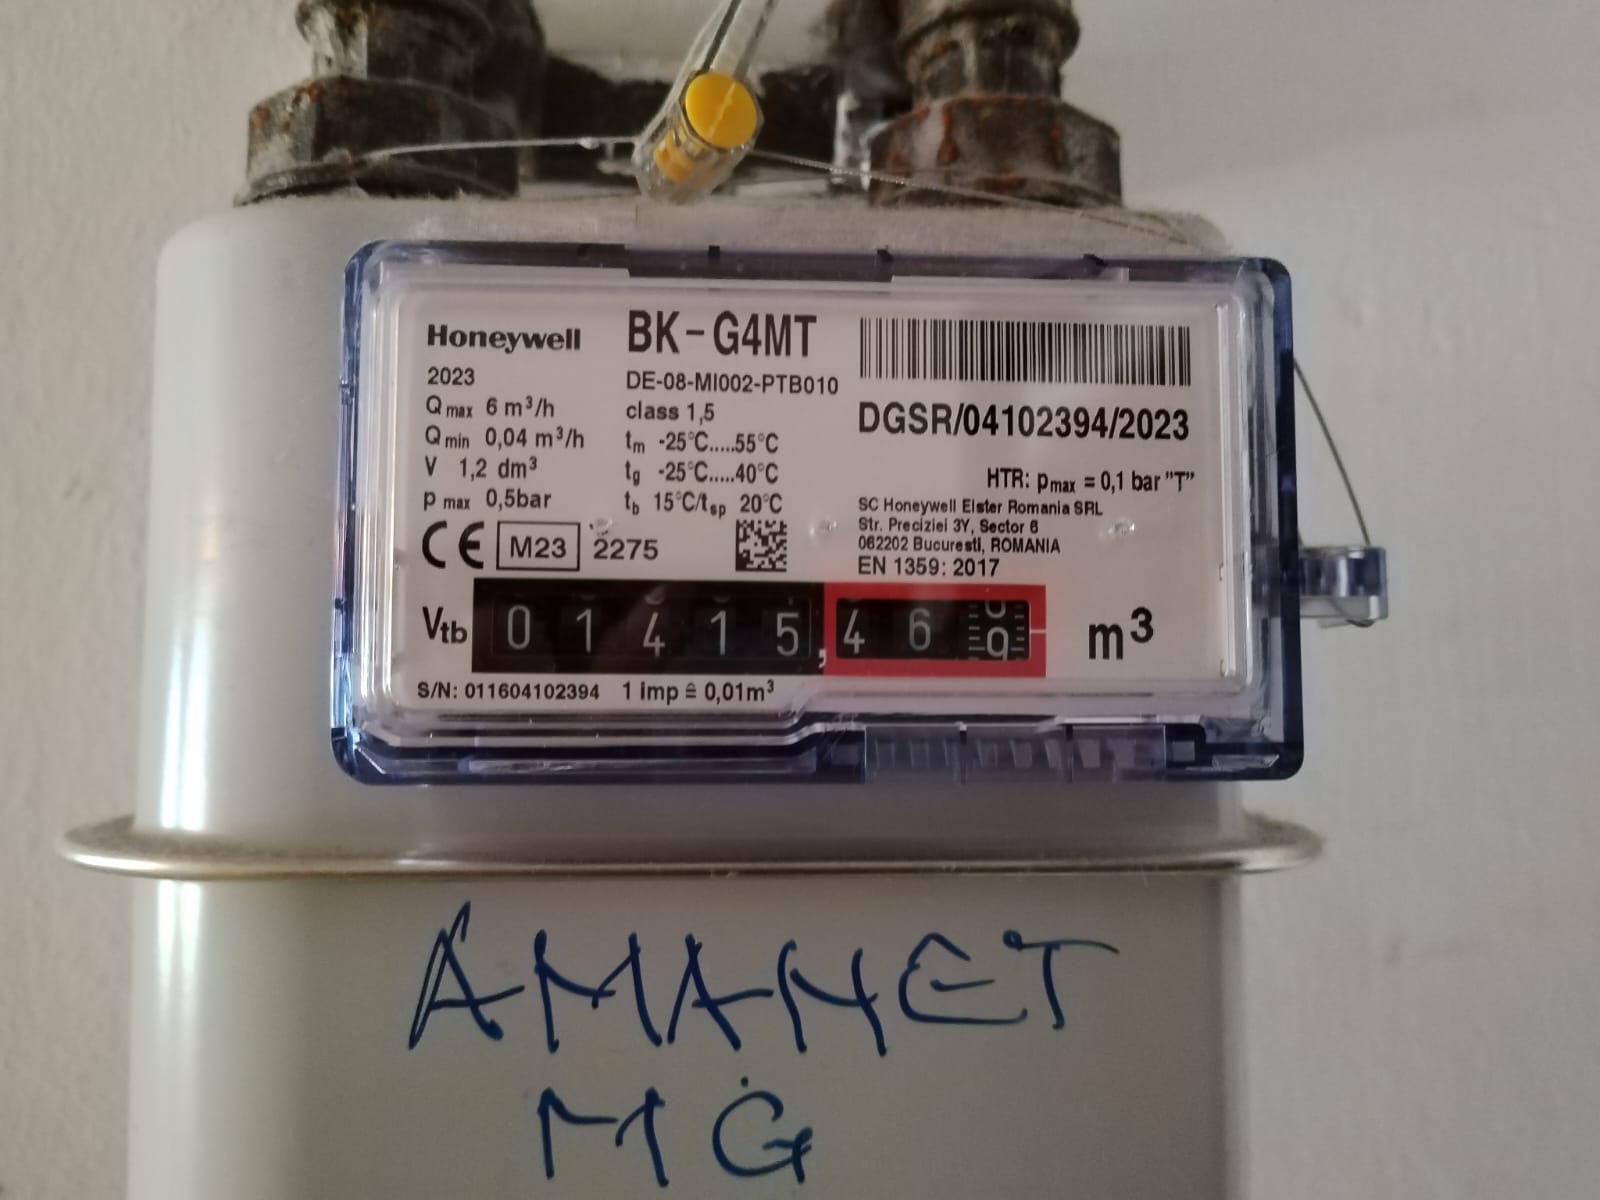 Honeywell
BK-G4MT
2023
DE-08-MI002-PTB010
Qmax 6 m³/h
class 1,5
DGSR/04102394/2023
Qmin 0,04 m³/h
tm -25°C.....55°C
V 1,2 dm³
tg -25°C.....40°C
HTR: pmax = 0,1 bar "T"
p max 0,5bar
tb 15°C/tsp 20°C
SC Honeywell Elster Romania SRL
Str. Preciziei 3Y, Sector 6
062202 Bucuresti, ROMANIA
CE M23 2275
EN 1359: 2017
Vtb 01415,469 m³
S/N: 011604102394 1 imp ≙ 0,01m³
AMANET
MG